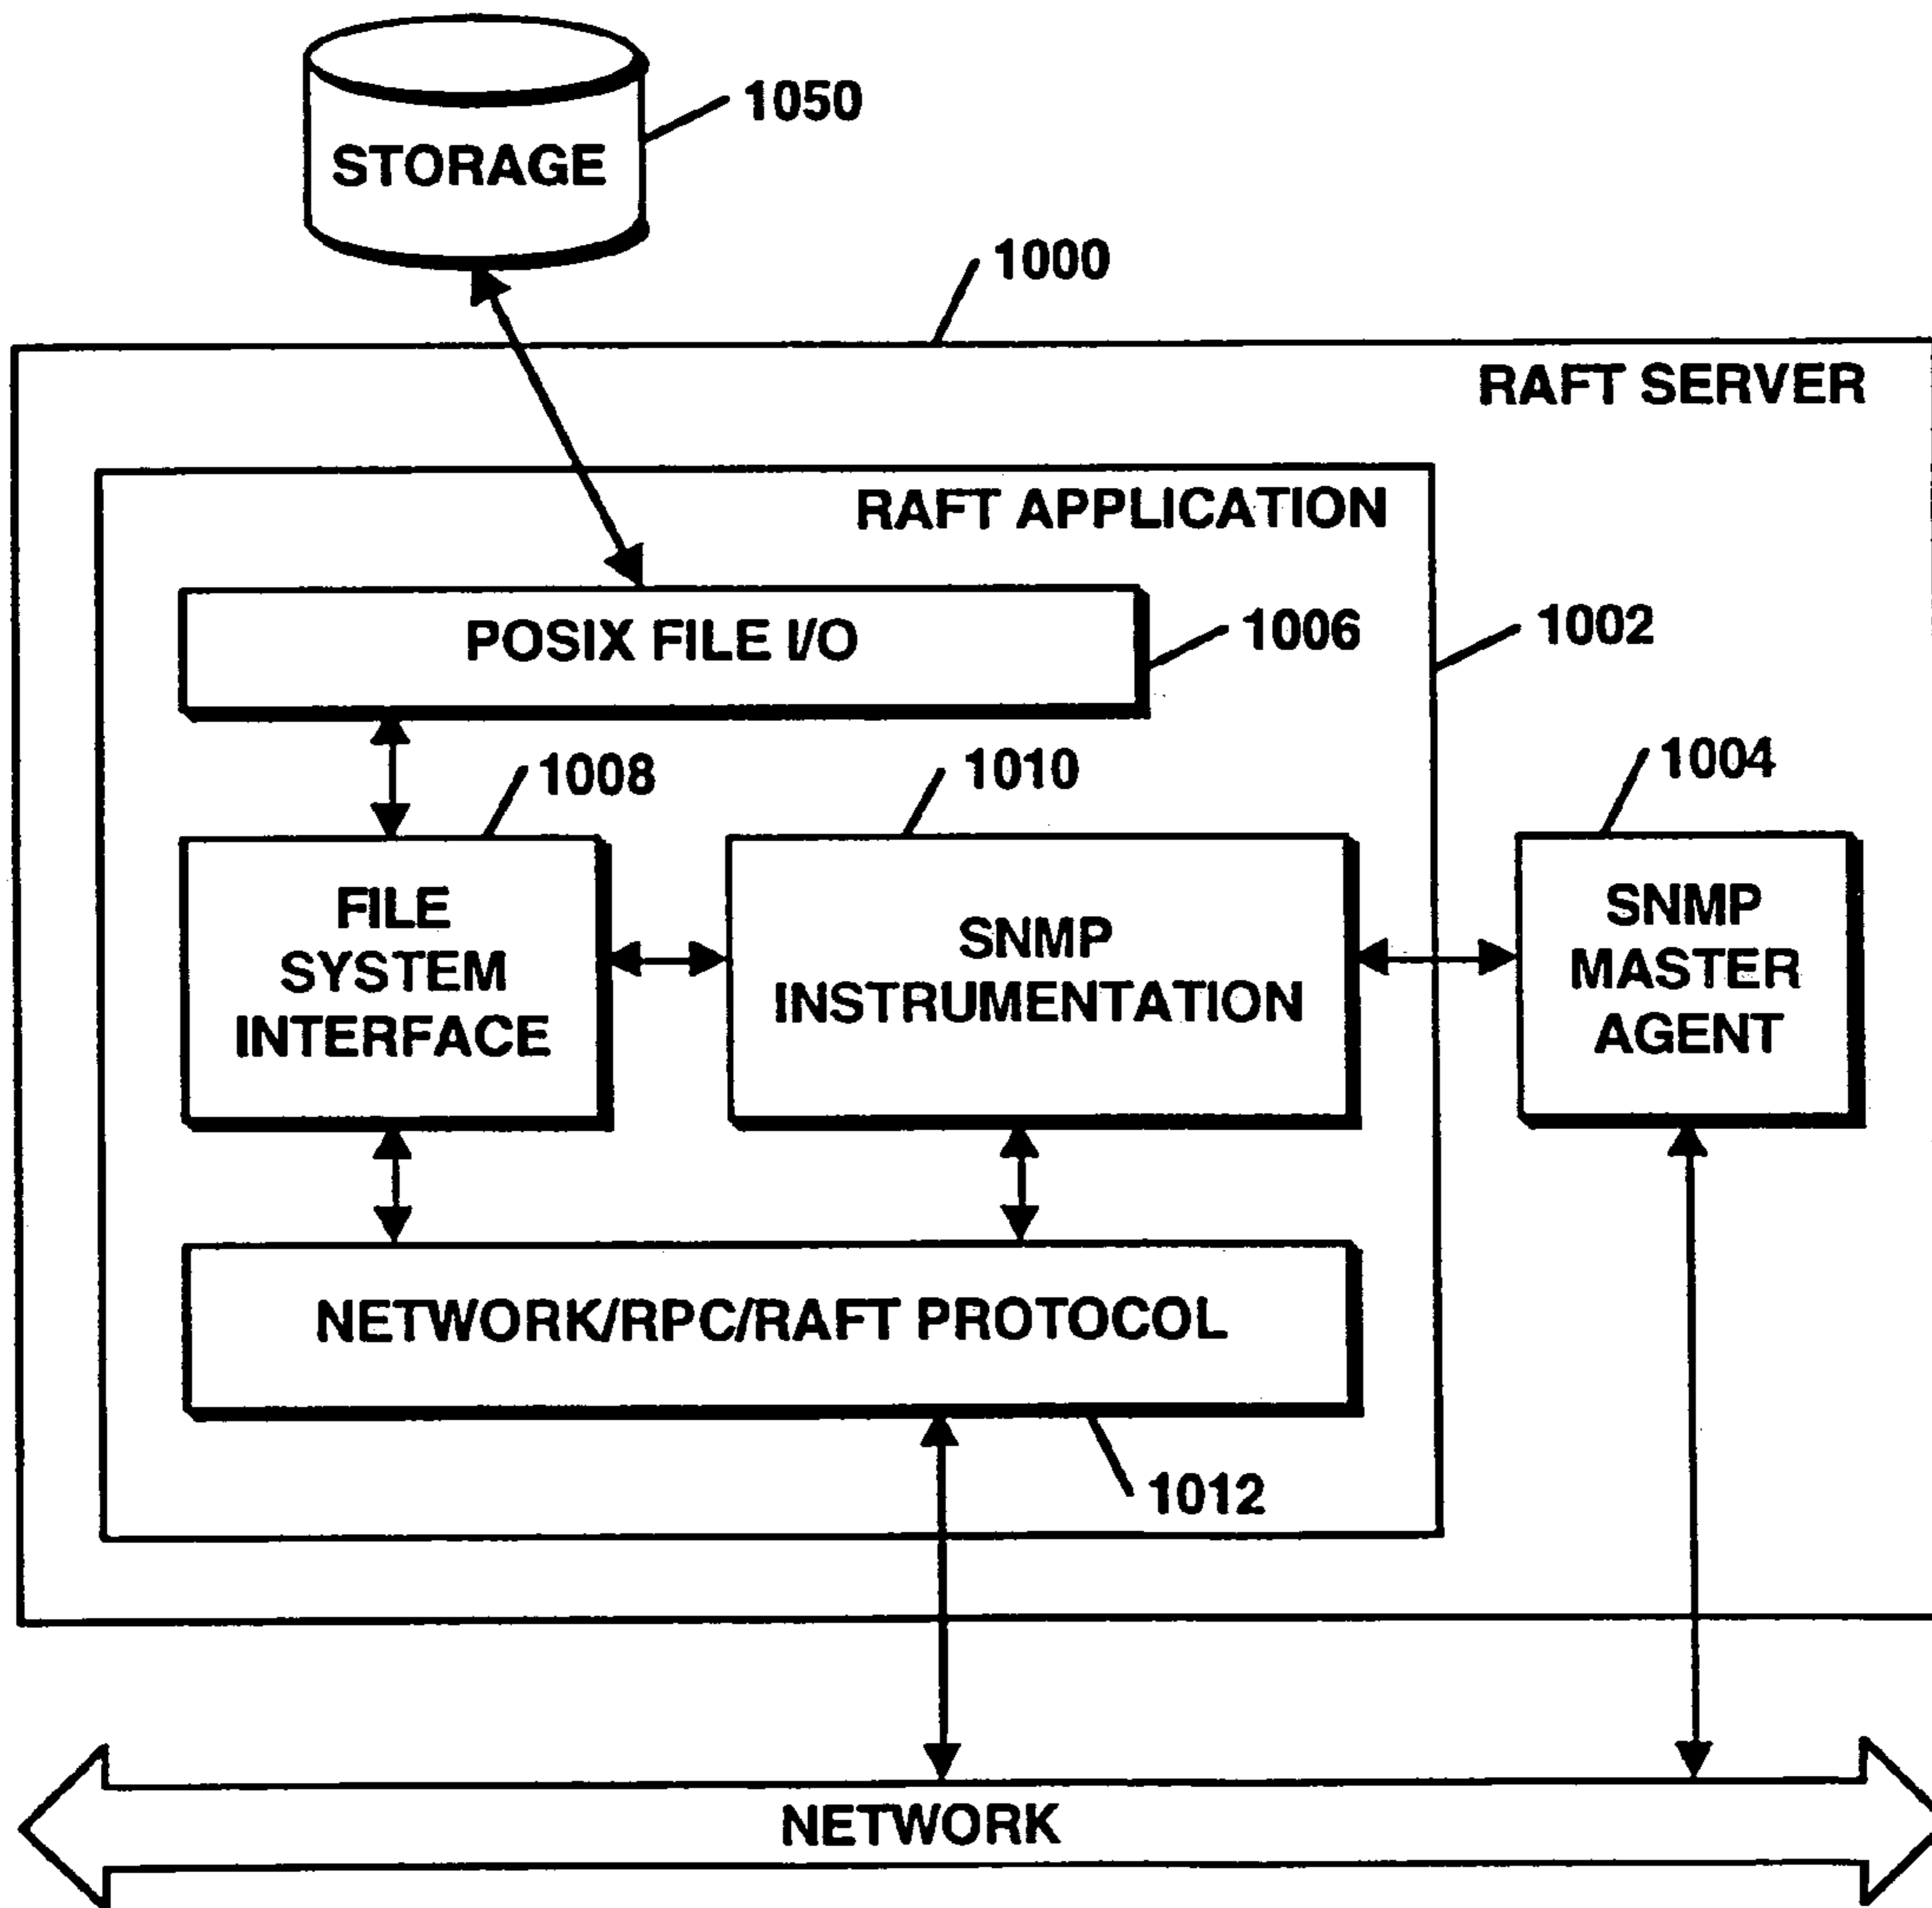 1050
STORAGE
1000
RAFT SERVER
RAFT APPLICATION
POSIX FILE I/O
1006
1002
1008
1010
1004
FILE
SYSTEM
INTERFACE
SNMP
INSTRUMENTATION
SNMP
MASTER
AGENT
NETWORK/RPC/RAFT PROTOCOL
1012
NETWORK